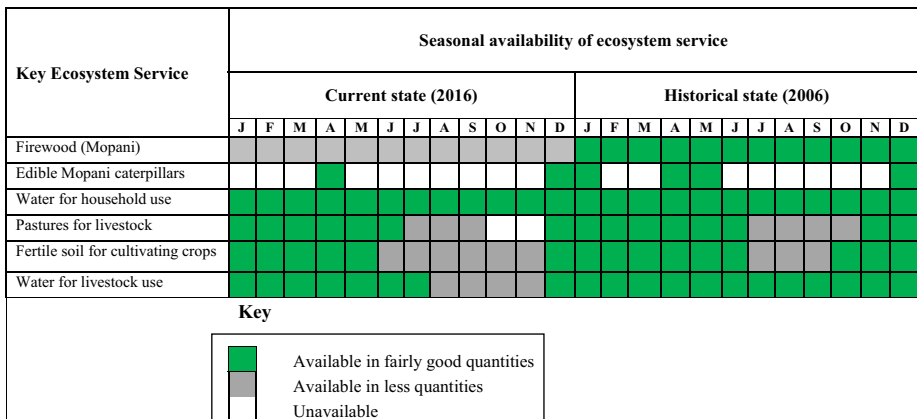 Key Ecosystem Service
Seasonal availability of ecosystem service
Current state (2016)
Historical state (2006)
J F M A M J J A S O N D J F M A M J J A S O N D
Firewood (Mopani)
Edible Mopani caterpillars
Water for household use
Pastures for livestock
Fertile soil for cultivating crops
Water for livestock use
Key
Available in fairly good quantities
Available in less quantities
Unavailable